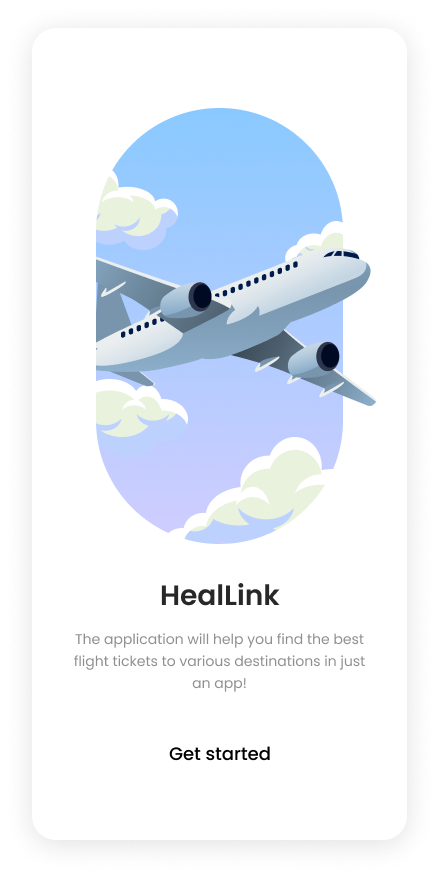 HealLink
The application will help you find the best
flight tickets to various destinations in just
an app!
Get started